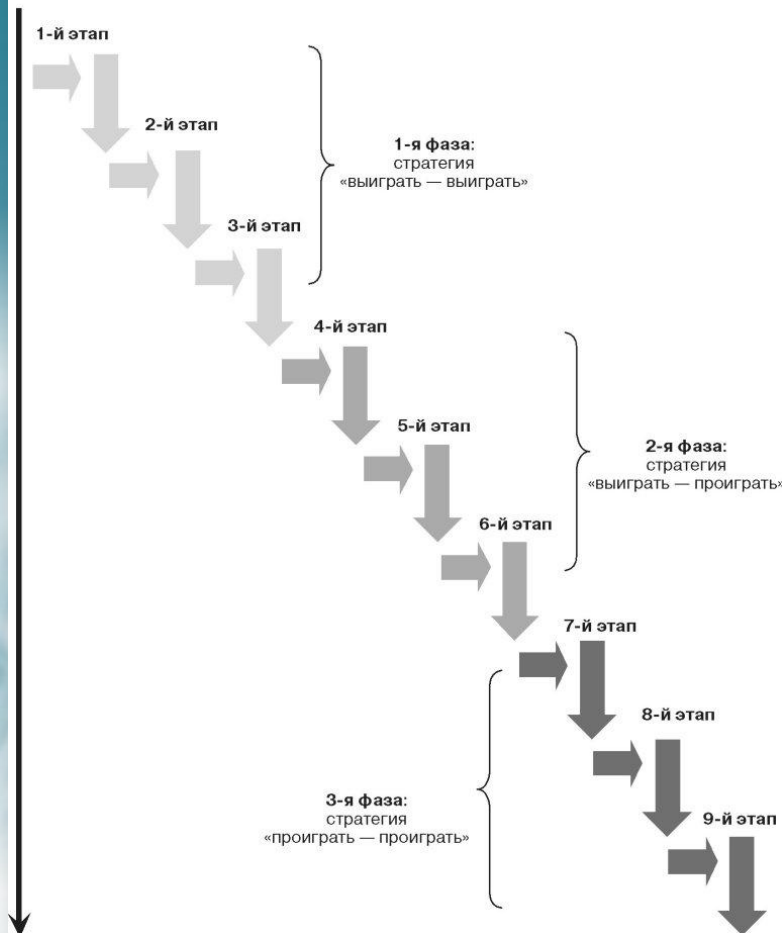 1-й этап
2-й этап
1-я фаза:
стратегия
«выиграть — выиграть»
3-й этап
4-й этап
5-й этап
2-я фаза:
стратегия
«выиграть — проиграть»
6-й этап
7-й этап
8-й этап
3-я фаза:
стратегия
«проиграть — проиграть»
9-й этап